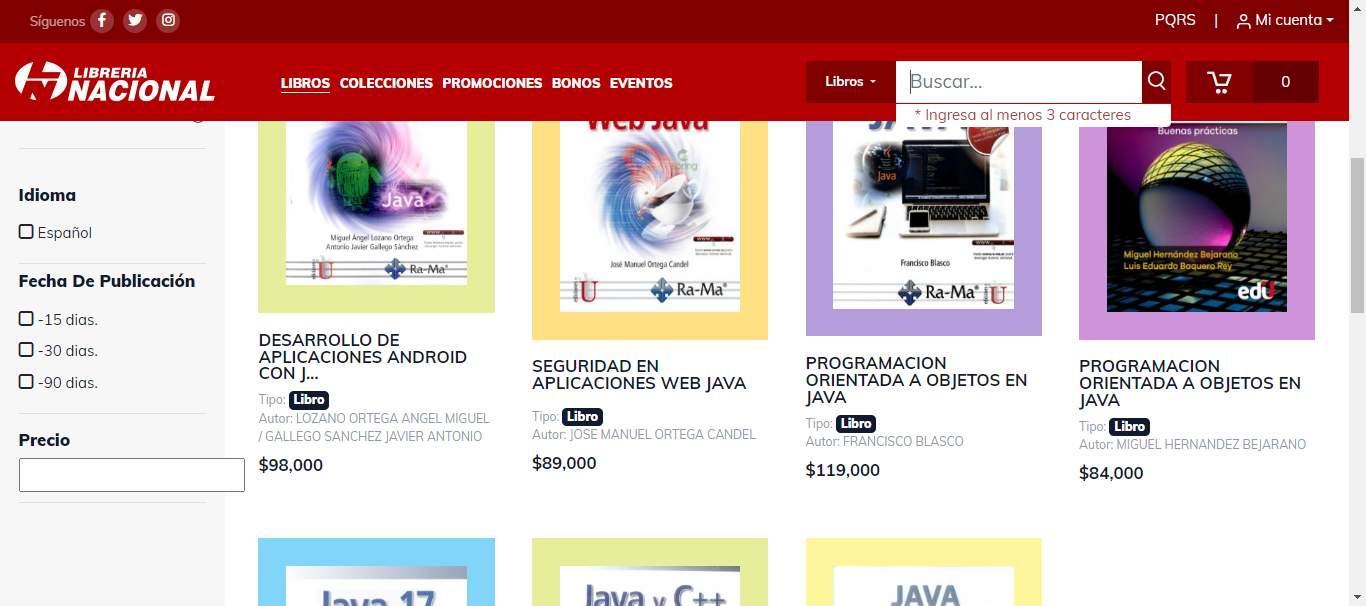 Síguenos
PQRS | Mi cuenta
LIBRERIA
NACIONAL
LIBROS COLECCIONES PROMOCIONES BONOS EVENTOS
Libros
Buscar...
0
* Ingresa al menos 3 caracteres
Idioma
Español
Fecha De Publicación
-15 dias.
-30 dias.
-90 dias.
Precio
Java
Miguel Ángel Lozano Ortega
Antonio Javier Gallego Sánchez
Ra-Ma®
DESARROLLO DE
APLICACIONES ANDROID
CON J...
Tipo: Libro
Autor: LOZANO ORTEGA ANGEL MIGUEL
/ GALLEGO SANCHEZ JAVIER ANTONIO
$98,000
Web Java
spring
José Manuel Ortega Candel
Ra-Ma®
SEGURIDAD EN
APLICACIONES WEB JAVA
Tipo: Libro
Autor: JOSE MANUEL ORTEGA CANDEL
$89,000
JAVA
Java
Francisco Blasco
Ra-Ma®
PROGRAMACION
ORIENTADA A OBJETOS EN
JAVA
Tipo: Libro
Autor: FRANCISCO BLASCO
$119,000
Buenas prácticas
Miguel Hernández Bejarano
Luis Eduardo Baquero Rey
ediU
PROGRAMACION
ORIENTADA A OBJETOS EN
JAVA
Tipo: Libro
Autor: MIGUEL HERNANDEZ BEJARANO
$84,000
Java 17
Java y C++
JAVA